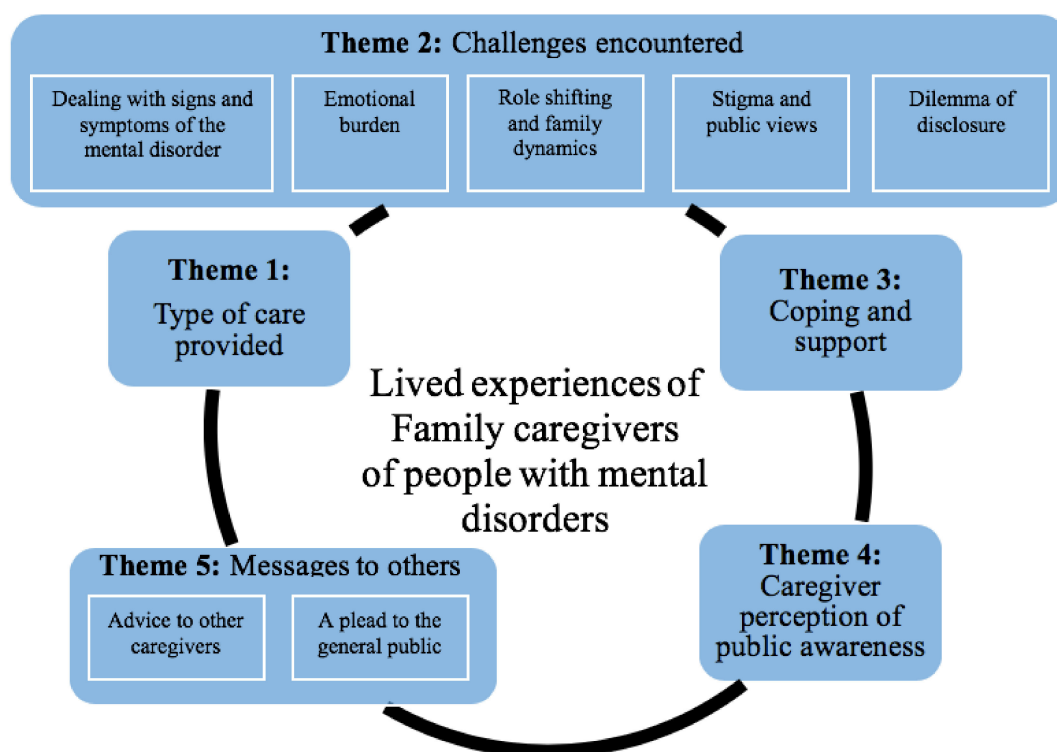 Theme 2: Challenges encountered
Dealing with signs and
symptoms of the
mental disorder
Emotional
burden
Role shifting
and family
dynamics
Stigma and
public views
Dilemma of
disclosure
Theme 1:
Type of care
provided
Theme 3:
Coping and
support
Lived experiences of
Family caregivers
of people with mental
disorders
Theme 5: Messages to others
Advice to other
caregivers
A plead to the
general public
Theme 4:
Caregiver
perception of
public awareness